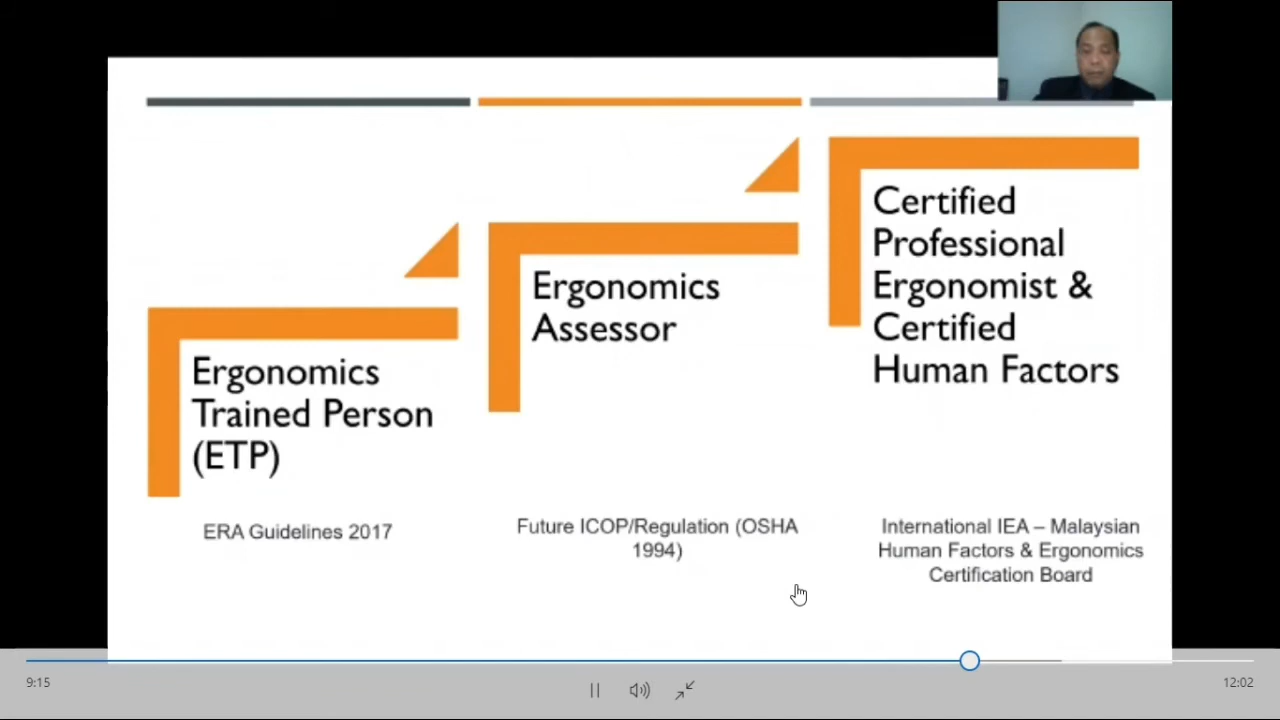 Certified
Professional
Ergonomist &
Certified
Human Factors
Ergonomics
Assessor
Ergonomics
Trained Person
(ETP)
ERA Guidelines 2017
Future ICOP/Regulation (OSHA
1994)
International IEA – Malaysian
Human Factors & Ergonomics
Certification Board
9:15
12:02